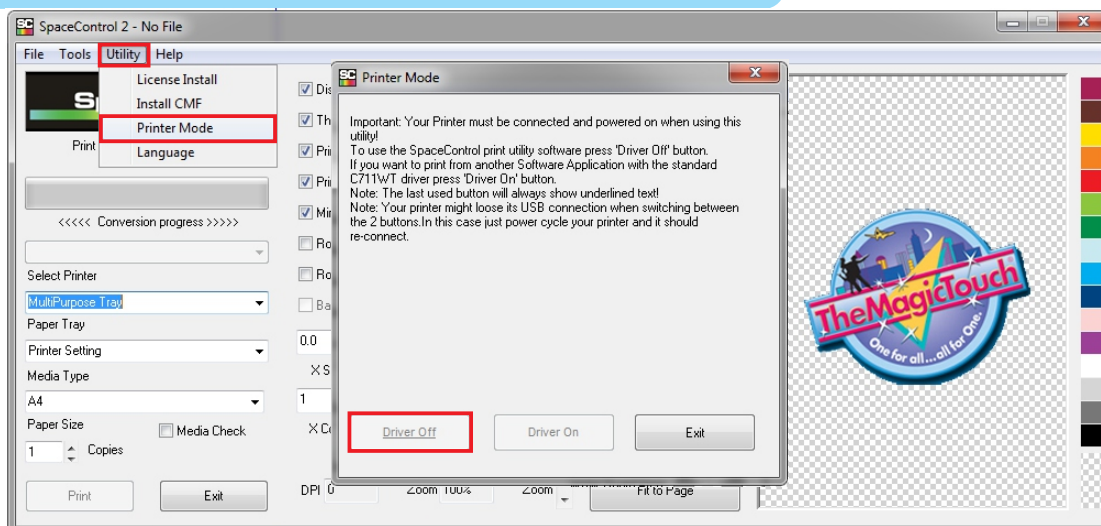 SpaceControl 2 - No File
File Tools Utility Help
License Install
Install CMF
Printer Mode
Language
Print
<<<<< Conversion progress >>>>>
Select Printer
MultiPurpose Tray
Paper Tray
Printer Setting
Media Type
A4
Paper Size
Media Check
1 Copies
Print Exit
Printer Mode
Important: Your Printer must be connected and powered on when using this
utility!
To use the SpaceControl print utility software press 'Driver Off' button.
If you want to print from another Software Application with the standard
C711WT driver press 'Driver On' button.
Note: The last used button will always show underlined text!
Note: Your printer might loose its USB connection when switching between
the 2 buttons.In this case just power cycle your printer and it should
re-connect.
Driver Off Driver On Exit
0.0
1
DPI 0 Zoom 100% Zoom Fit to Page
TheMagicTouch
One for all...all for One.